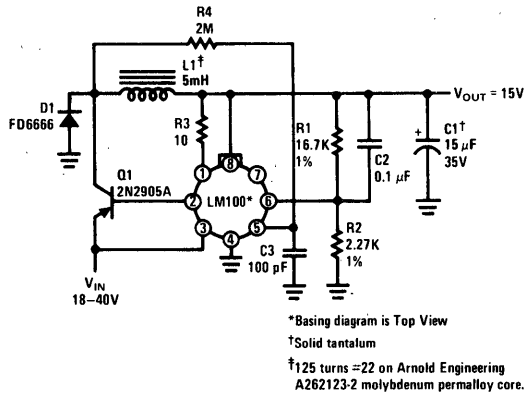 R4
2M
L1‡
5mH
VOUT = 15V
D1
FD6666
R3
10
R1
16.7K
1%
C2
0.1 µF
C1†
15 µF
35V
+
Q1
2N2905A
1
8
7
2
LM100*
6
3
4
5
C3
100 pF
R2
2.27K
1%
VIN
18–40V
*Basing diagram is Top View
†Solid tantalum
‡125 turns =22 on Arnold Engineering
A262123-2 molybdenum permalloy core.